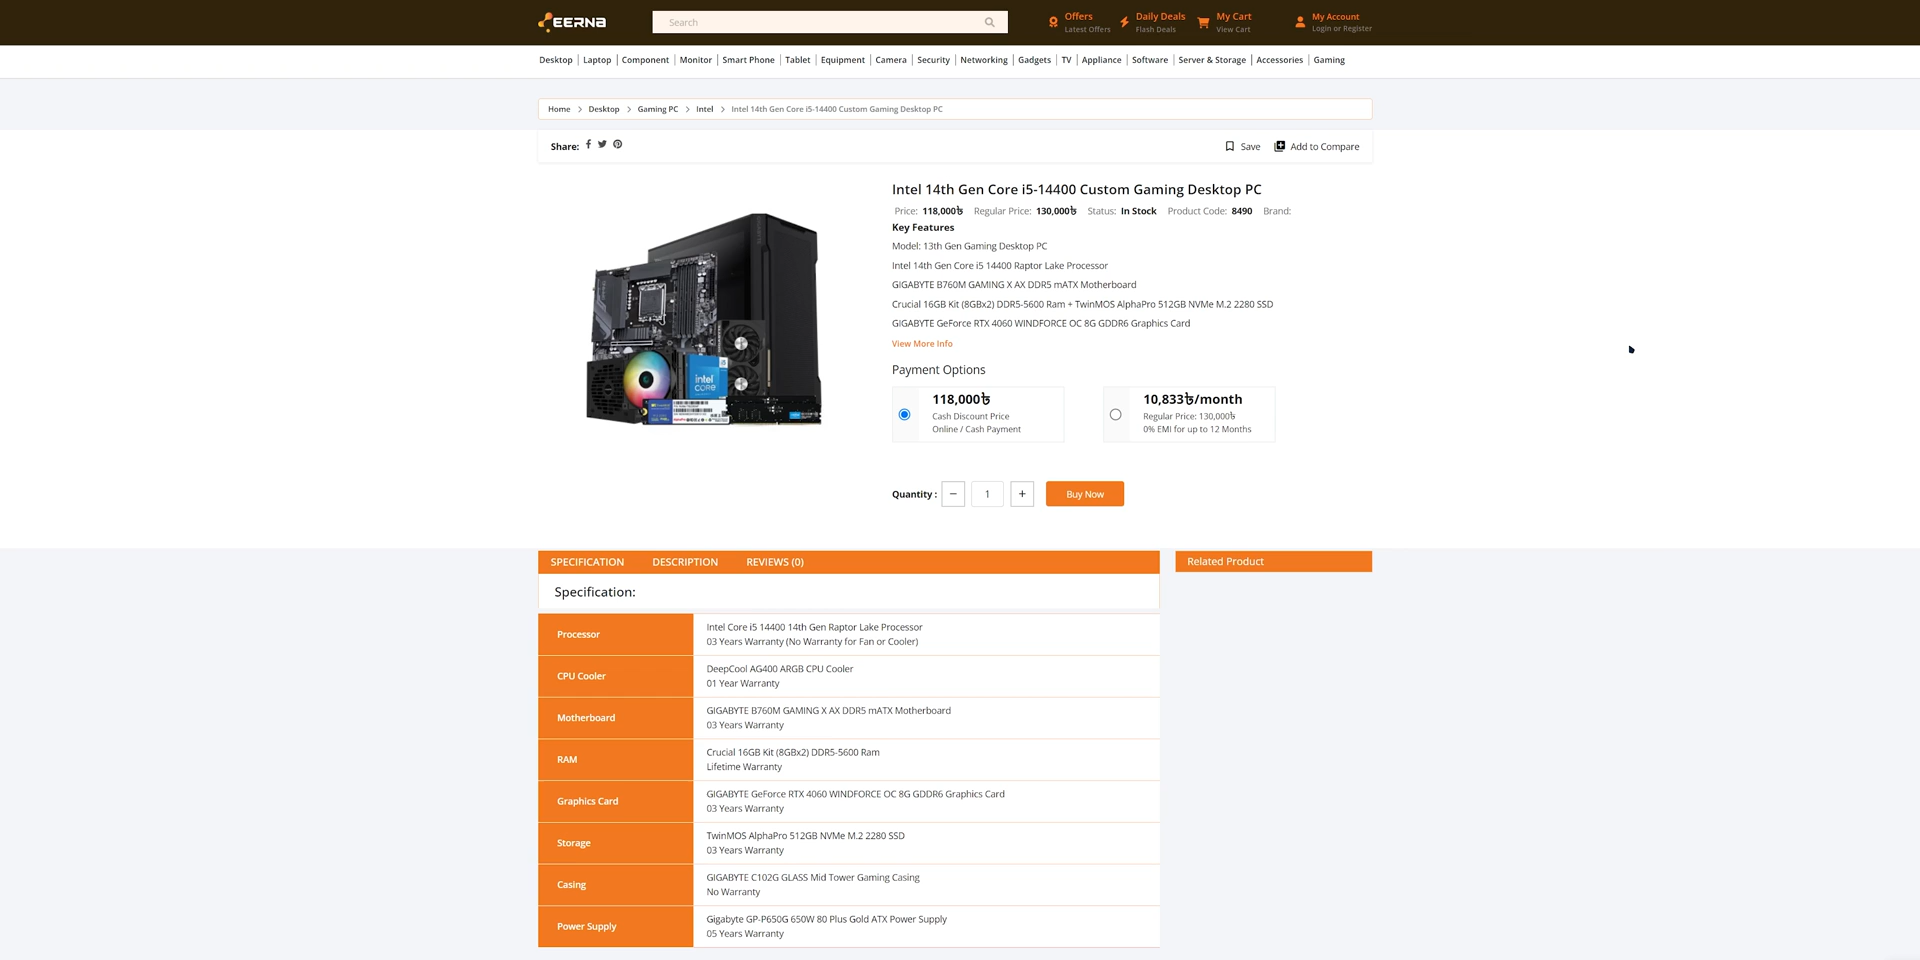 EERNA
Search
Offers
Latest Offers
Daily Deals
Flash Deals
My Cart
View Cart
My Account
Login or Register
Desktop
Laptop
Component
Monitor
Smart Phone
Tablet
Equipment
Camera
Security
Networking
Gadgets
TV
Appliance
Software
Server & Storage
Accessories
Gaming
Home > Desktop > Gaming PC > Intel > Intel 14th Gen Core i5-14400 Custom Gaming Desktop PC
Share:
Save
Add to Compare
intel
CORE
i5
Intel 14th Gen Core i5-14400 Custom Gaming Desktop PC
Price: 118,000৳ Regular Price: 130,000৳ Status: In Stock Product Code: 8490 Brand:
Key Features
Model: 13th Gen Gaming Desktop PC
Intel 14th Gen Core i5 14400 Raptor Lake Processor
GIGABYTE B760M GAMING X AX DDR5 mATX Motherboard
Crucial 16GB Kit (8GBx2) DDR5-5600 Ram + TwinMOS AlphaPro 512GB NVMe M.2 2280 SSD
GIGABYTE GeForce RTX 4060 WINDFORCE OC 8G GDDR6 Graphics Card
View More Info
Payment Options
118,000৳
Cash Discount Price
Online / Cash Payment
10,833৳/month
Regular Price: 130,000৳
0% EMI for up to 12 Months
Quantity : − 1 + Buy Now
SPECIFICATION DESCRIPTION REVIEWS (0)
Related Product
Specification:
Processor
Intel Core i5 14400 14th Gen Raptor Lake Processor
03 Years Warranty (No Warranty for Fan or Cooler)
CPU Cooler
DeepCool AG400 ARGB CPU Cooler
01 Year Warranty
Motherboard
GIGABYTE B760M GAMING X AX DDR5 mATX Motherboard
03 Years Warranty
RAM
Crucial 16GB Kit (8GBx2) DDR5-5600 Ram
Lifetime Warranty
Graphics Card
GIGABYTE GeForce RTX 4060 WINDFORCE OC 8G GDDR6 Graphics Card
03 Years Warranty
Storage
TwinMOS AlphaPro 512GB NVMe M.2 2280 SSD
03 Years Warranty
Casing
GIGABYTE C102G GLASS Mid Tower Gaming Casing
No Warranty
Power Supply
Gigabyte GP-P650G 650W 80 Plus Gold ATX Power Supply
05 Years Warranty